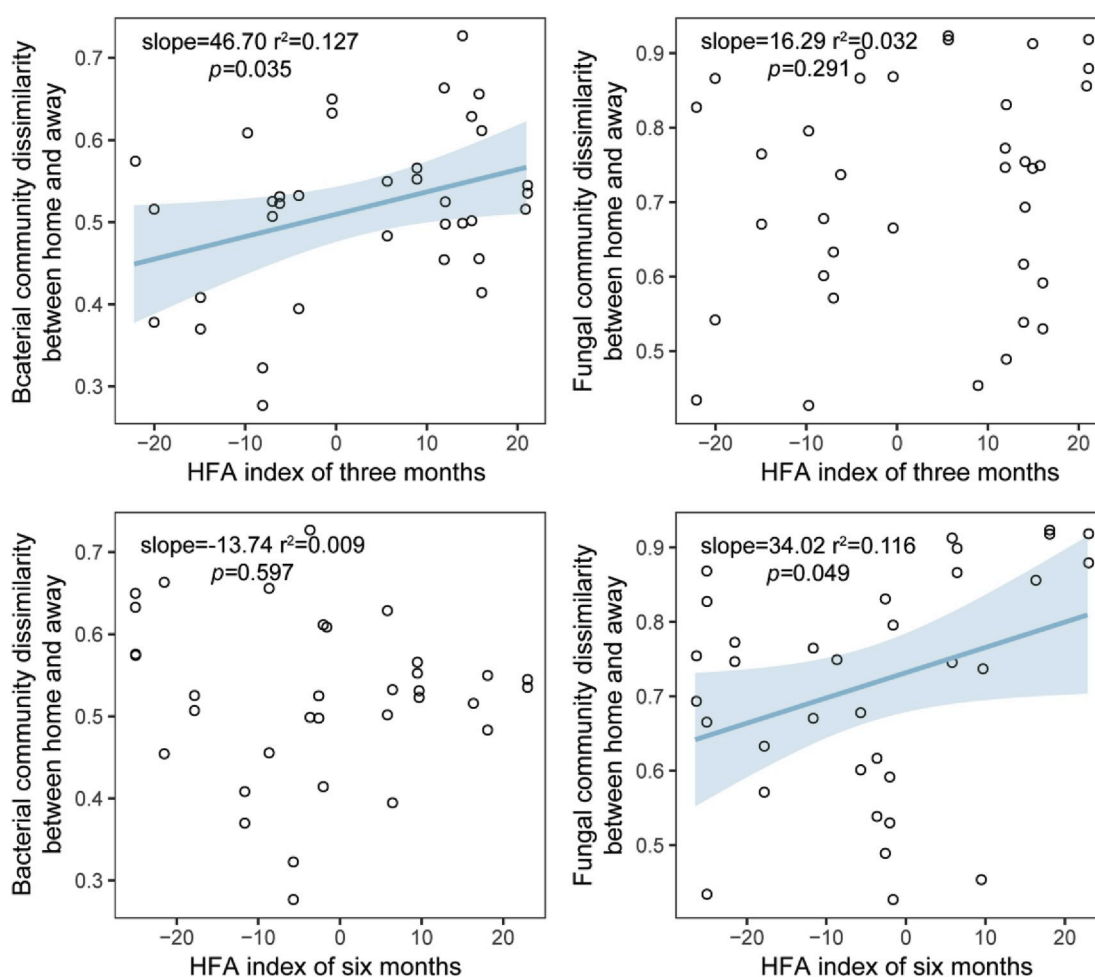 slope=46.70 r²=0.127
p=0.035
Bcaterial community dissimilarity
between home and away
0.7
0.6
0.5
0.4
0.3
−20 −10 0 10 20
HFA index of three months
slope=16.29 r²=0.032
p=0.291
Fungal community dissimilarity
between home and away
0.9
0.8
0.7
0.6
0.5
−20 −10 0 10 20
HFA index of three months
slope=-13.74 r²=0.009
p=0.597
Bacterial community dissimilarity
between home and away
0.7
0.6
0.5
0.4
0.3
−20 −10 0 10 20
HFA index of six months
slope=34.02 r²=0.116
p=0.049
Fungal community dissimilarity
between home and away
0.9
0.8
0.7
0.6
0.5
−20 −10 0 10 20
HFA index of six months